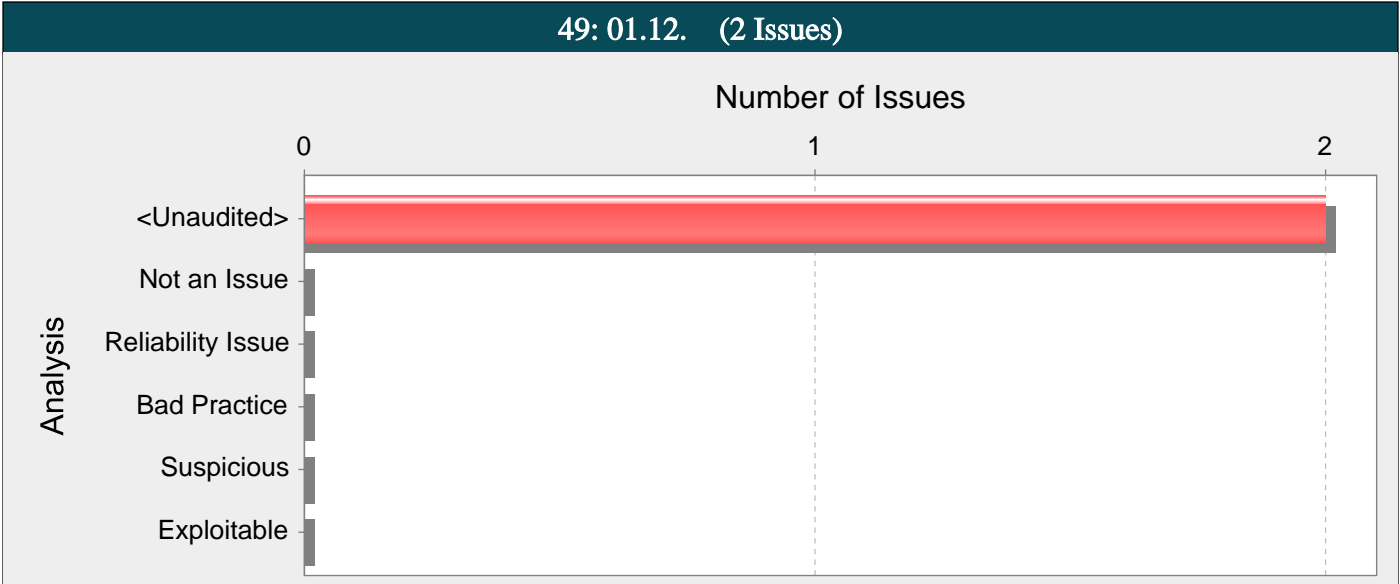 49: 01.12. (2 Issues)
Number of Issues
0 1 2
<Unaudited>
Not an Issue
Reliability Issue
Bad Practice
Suspicious
Exploitable
Analysis